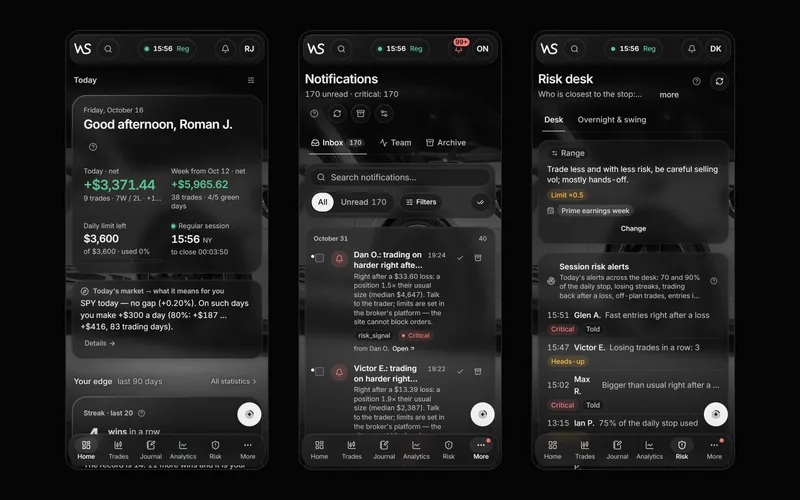 WS
15:56 Reg
RJ
Today
Friday, October 16
Good afternoon, Roman J.
Today · net
+$3,371.44
9 trades · 7W / 2L · +1...
Week from Oct 12 · net
+$5,965.62
38 trades · 4/5 green
days
Daily limit left
$3,600
of $3,600 · used 0%
Regular session
15:56 NY
to close 00:03:50
Today's market → what it means for you
SPY today — no gap (+0.20%). On such days
you make +$300 a day (80%: +$187 ...
+$416, 83 trading days).
Details →
Your edge last 90 days
All statistics >
Streak · last 20
4 wins in a row
The record is 14: 11 more wins and it is your
Home
Trades
Journal
Analytics
Risk
More
WS
15:56 Reg
99+
ON
Notifications
170 unread · critical: 170
Inbox 170
Team
Archive
Search notifications...
All
Unread 170
Filters
October 31
40
Dan O.: trading on
harder right afte...
19:24
Right after a $33.60 loss: a
position 1.5× their usual
size (median $4,647). Talk
to the trader; limits are set in
the broker's platform — the
site cannot block orders.
risk_signal
Critical
from Dan O. Open ↗
Victor E.: trading
on harder right...
19:22
Right after a $13.39 loss: a
position 1.9× their usual
size (median $2,387). Talk
to the trader; limits are set in
the broker's platform — the
Home
Trades
Journal
Analytics
Risk
More
WS
15:56 Reg
DK
Risk desk
Who is closest to the stop:...
more
Desk
Overnight & swing
Range
Trade less and with less risk, be careful selling
vol; mostly hands-off.
Limit ×0.5
Prime earnings week
Change
Session risk alerts
Today's alerts across the desk: 70 and 90%
of the daily stop, losing streaks, trading
back after a loss, off-plan trades, entries i...
15:51 Glen A. Fast entries right after a loss
Critical
Told
15:47 Victor E. Losing trades in a row: 3
Heads-up
15:02 Max
R.
Bigger than usual right after a ...
Critical
Told
13:15 Ian P. 75% of the daily stop used
Home
Trades
Journal
Analytics
Risk
More